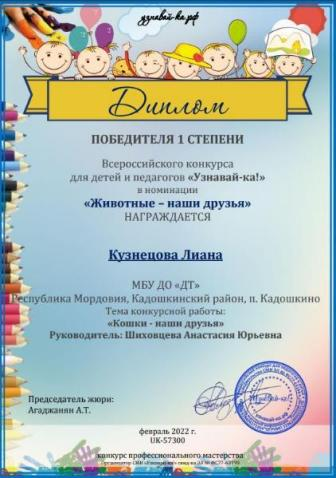 узнавай-ка.рф
Диплом
ПОБЕДИТЕЛЯ 1 СТЕПЕНИ
Всероссийского конкурса
для детей и педагогов «Узнавай-ка!»
в номинации
«Животные – наши друзья»
НАГРАЖДАЕТСЯ
Кузнецова Лиана
МБУ ДО «ДТ»
Республика Мордовия, Кадошкинский район, п. Кадошкино
Тема конкурсной работы:
«Кошки - наши друзья»
Руководитель: Шиховцева Анастасия Юрьевна
Председатель жюри:
Агаджанян А.Т.
Узнавай-ка!
февраль 2022 г.
UK-57300
конкурс профессионального мастерства